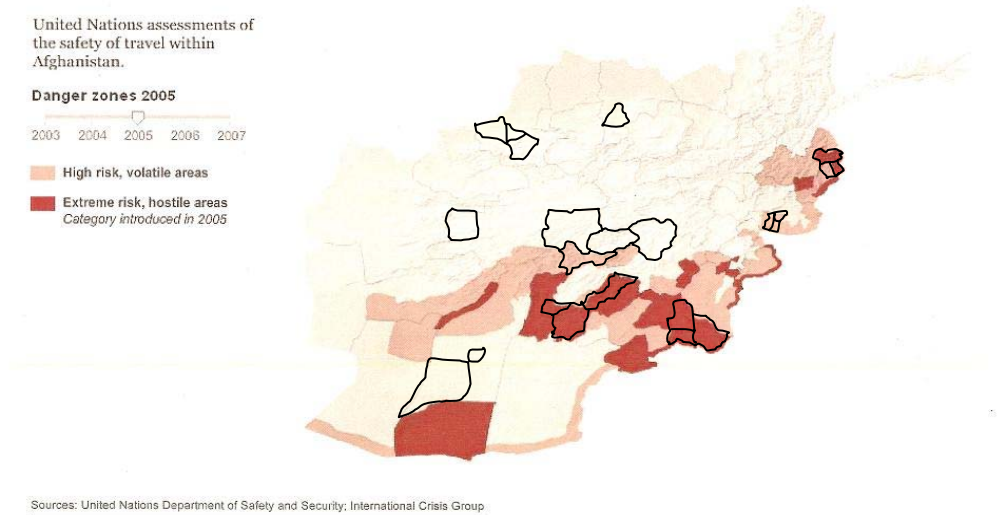 United Nations assessments of
the safety of travel within
Afghanistan.
Danger zones 2005
2003 2004 2005 2006 2007
High risk, volatile areas
Extreme risk, hostile areas
Category introduced in 2005
Sources: United Nations Department of Safety and Security; International Crisis Group